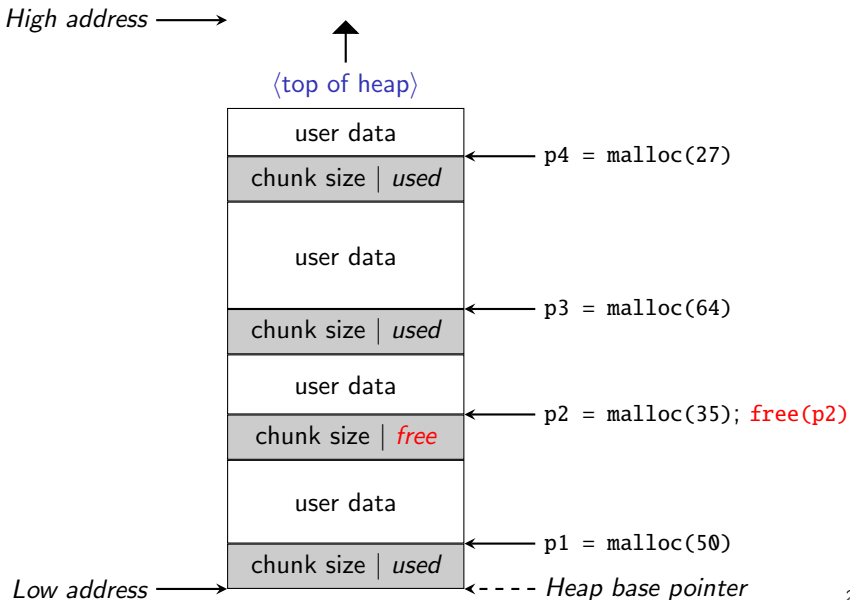 High address
⟨top of heap⟩
user data
p4 = malloc(27)
chunk size | used
user data
p3 = malloc(64)
chunk size | used
user data
p2 = malloc(35); free(p2)
chunk size | free
user data
p1 = malloc(50)
chunk size | used
Low address
Heap base pointer